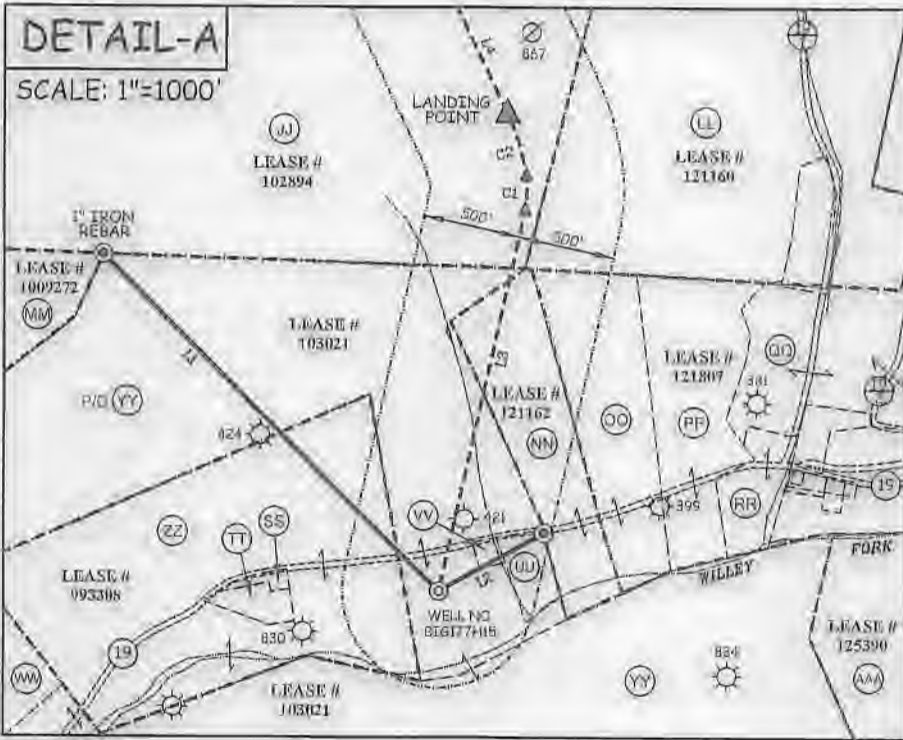 DETAIL-A
SCALE: 1"=1000'
667
LANDING
POINT
L4
JJ
LEASE #
102894
LL
LEASE #
121160
C2
C1
500'
500'
1" IRON
REBAR
LEASE #
1009272
MM
LEASE #
103021
L1
L3
LEASE #
121807
QQ
381
P/O YY
LEASE #
121162
OO
PP
NN
824
VV
421
399
RR
19
ZZ
TT
SS
UU
L2
WILLEY
FORK
LEASE #
093308
WELL NO
830
19
LEASE #
125390
WW
LEASE #
103021
YY
834
AAA